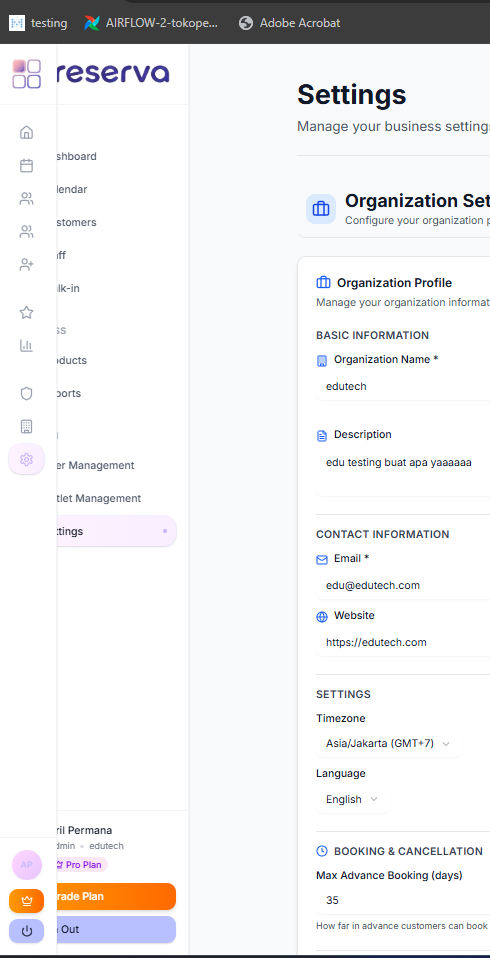 testing
AIRFLOW-2-tokope...
Adobe Acrobat
reserva
shboard
lendar
stomers
ff
lk-in
ss
oducts
ports
er Management
tlet Management
ttings
ril Permana
dmin • edutech
Pro Plan
rade Plan
Out
AP
Settings
Manage your business settings
Organization Set
Configure your organization p
Organization Profile
Manage your organization informat
BASIC INFORMATION
Organization Name *
edutech
Description
edu testing buat apa yaaaaaa
CONTACT INFORMATION
Email *
edu@edutech.com
Website
https://edutech.com
SETTINGS
Timezone
Asia/Jakarta (GMT+7)
Language
English
BOOKING & CANCELLATION
Max Advance Booking (days)
35
How far in advance customers can book